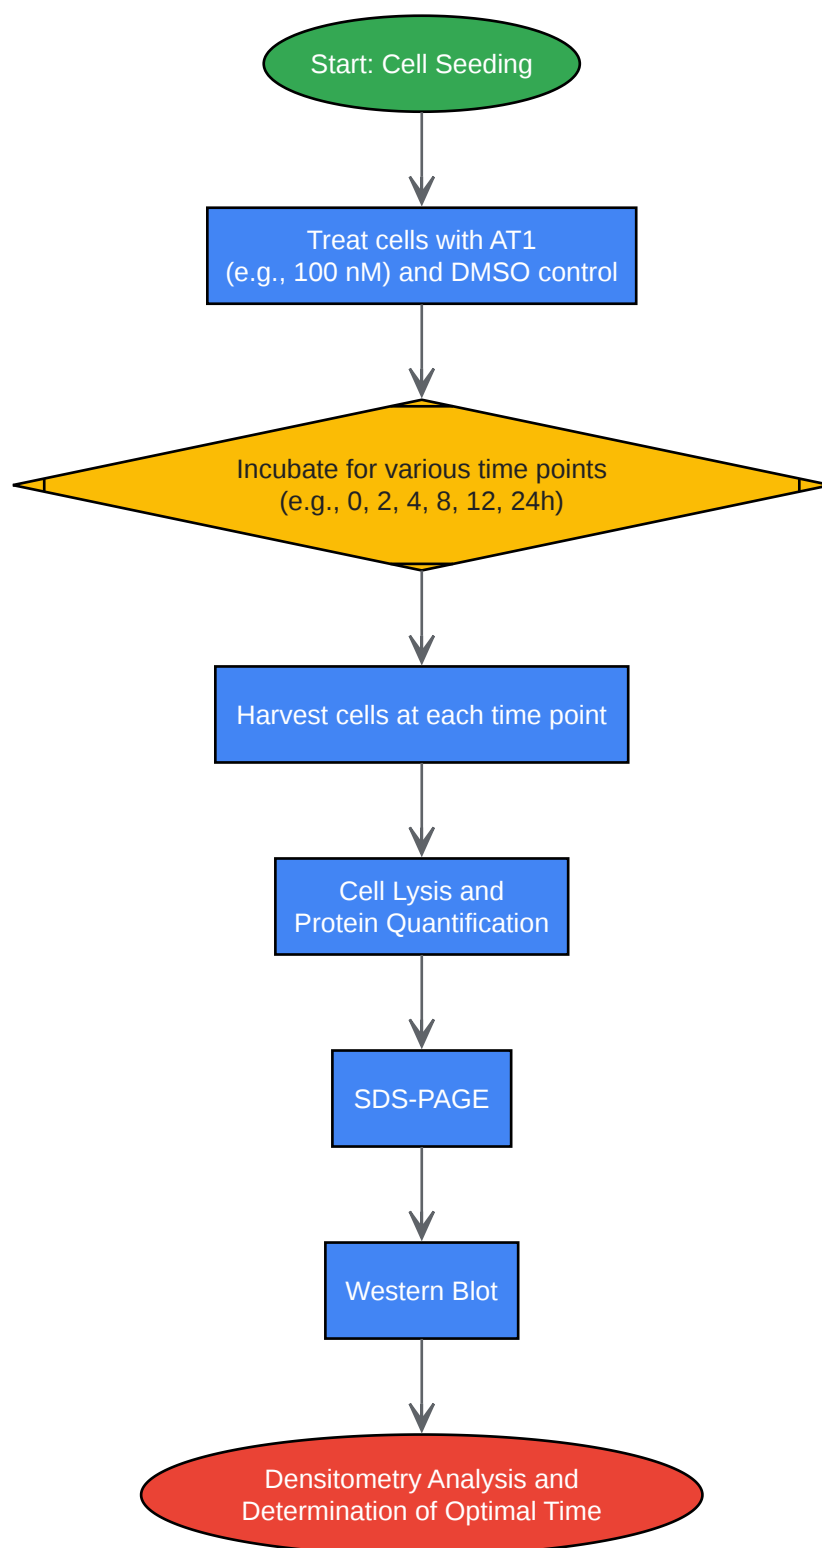 Start: Cell Seeding
Treat cells with AT1
(e.g., 100 nM) and DMSO control
Incubate for various time points
(e.g., 0, 2, 4, 8, 12, 24h)
Harvest cells at each time point
Cell Lysis and
Protein Quantification
SDS-PAGE
Western Blot
Densitometry Analysis and
Determination of Optimal Time